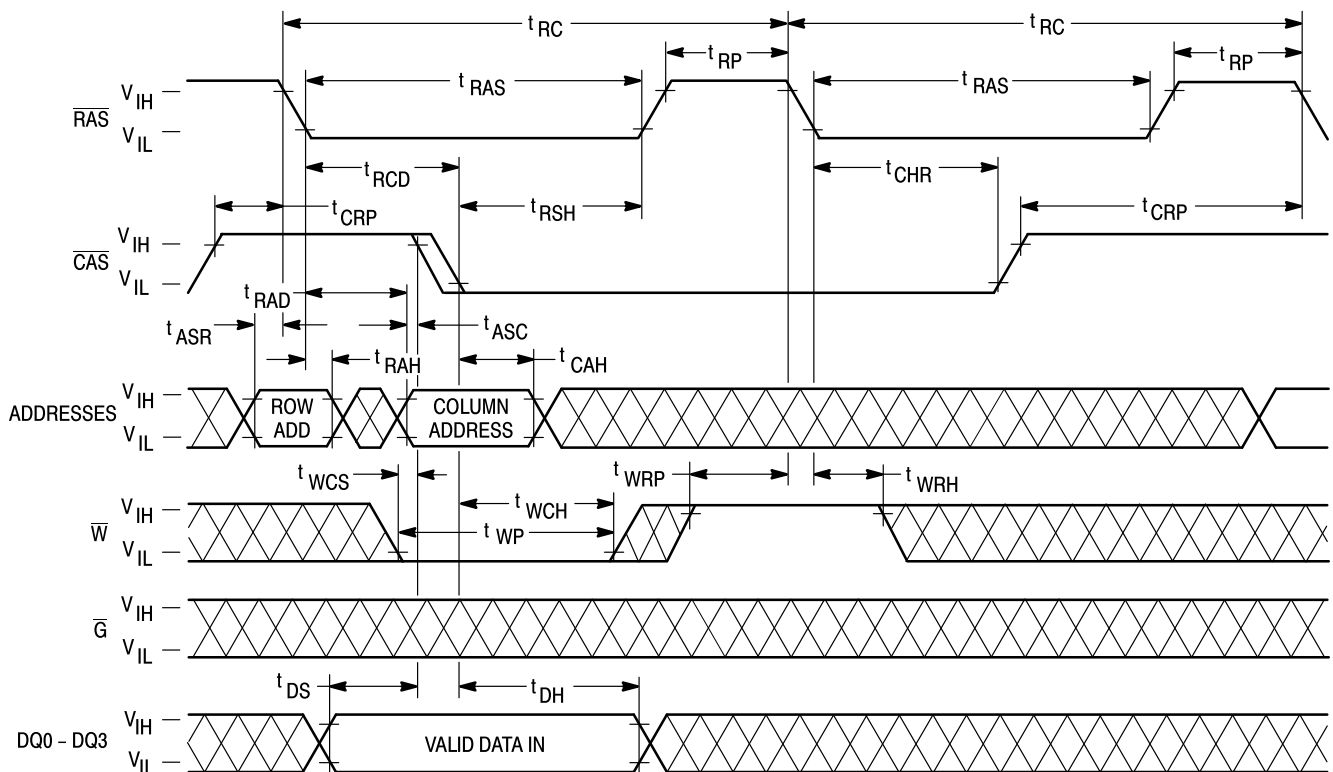 t RC
t RC
t RP
t RP
t RAS
t RAS
V IH
RAS
V IL
t RCD
t CHR
t CRP
t RSH
t CRP
V IH
CAS
V IL
t RAD
t ASR
t ASC
t RAH
t CAH
ADDRESSES
V IH
V IL
ROW ADD
COLUMN ADDRESS
t WCS
t WRP
t WRH
t WCH
t WP
V IH
W
V IL
V IH
G
V IL
t DS
t DH
V IH
DQ0 – DQ3
V IL
VALID DATA IN